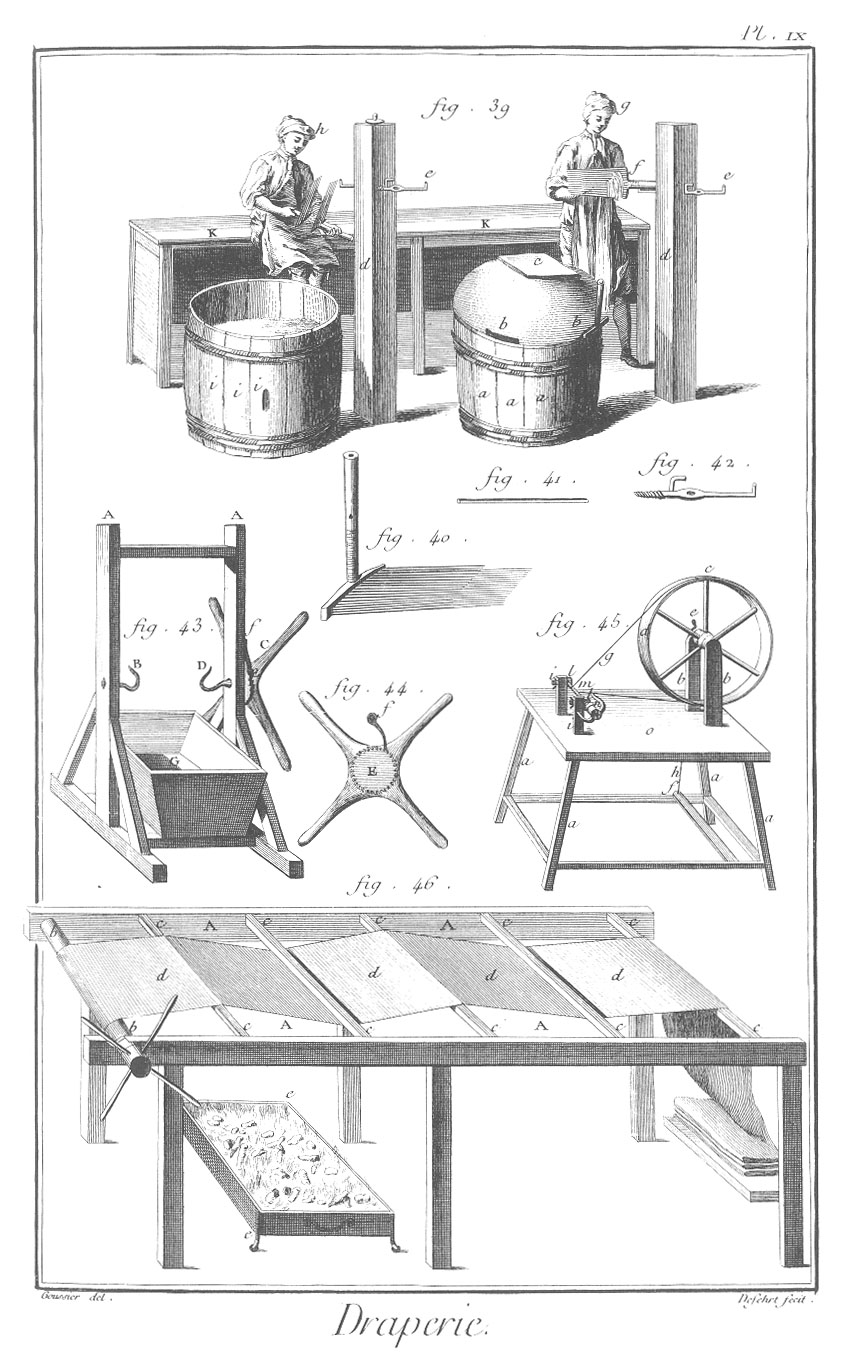 Pl. IX
fig. 39
h
g
e
f
e
K
K
d
d
c
b
b
i i i
a a a
fig. 41.
fig. 42.
A A
fig. 40.
c
fig. 43.
f
C
fig. 45.
e
d
g
B
D
e
i l
m
b b
fig. 44.
f
i
o
G
E
a
h
a
f
a
a
fig. 46.
b
c
A
c
c
A
c
c
d
d
d
d
d
b
c
A
c
c
A
c
c
e
e
Goussier del.
Defehrt fecit.
Draperie.